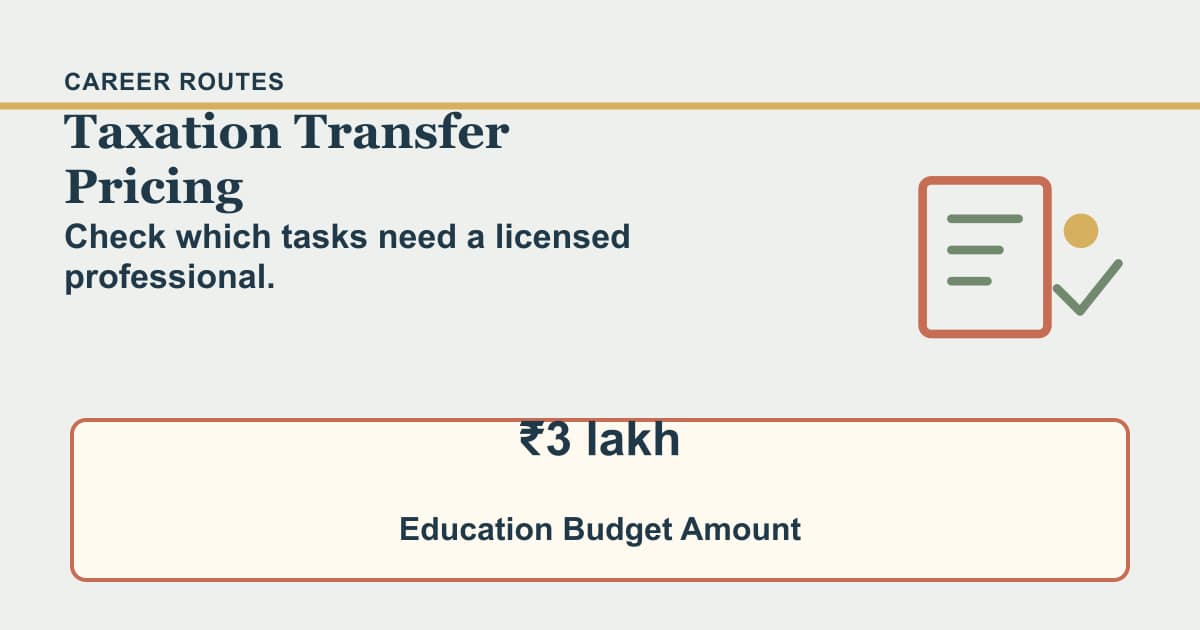 CAREER ROUTES
Taxation Transfer
Pricing
Check which tasks need a licensed
professional.
₹3 lakh
Education Budget Amount